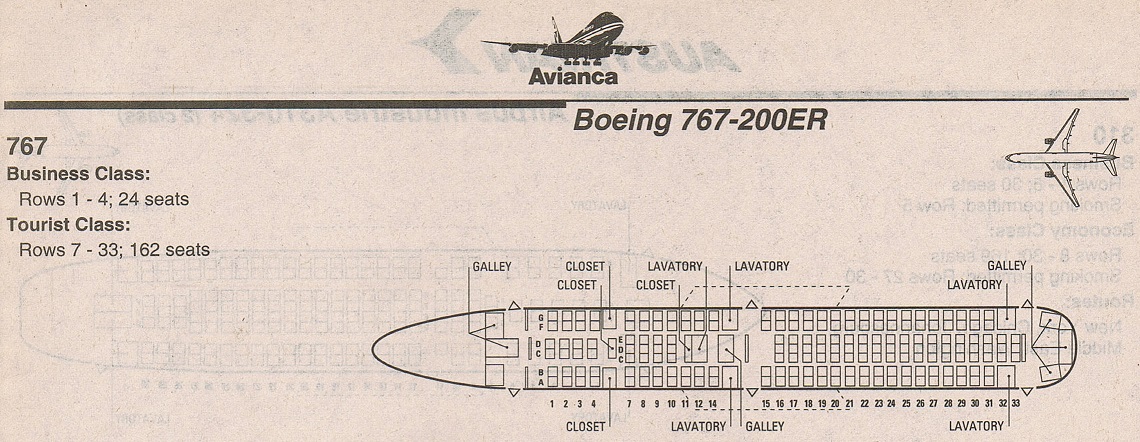 Avianca
Boeing 767-200ER
767
Business Class:
Rows 1 - 4; 24 seats
Tourist Class:
Rows 7 - 33; 162 seats
GALLEY CLOSET LAVATORY LAVATORY GALLEY
CLOSET CLOSET LAVATORY
G
F
D
C
E
D
C
B
A
1 2 3 4 7 8 9 10 11 12 14 15 16 17 18 19 20 21 22 23 24 25 26 27 28 29 30 31 32 33
CLOSET LAVATORY GALLEY LAVATORY